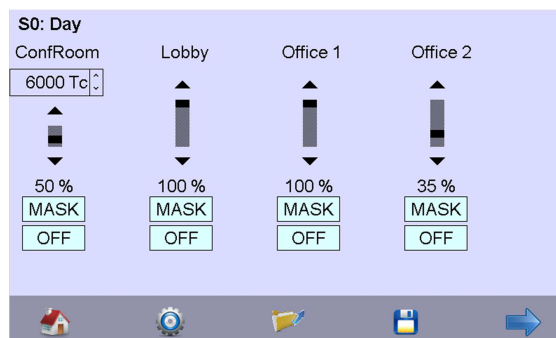 S0: Day
ConfRoom Lobby Office 1 Office 2
6000 Tc
50 % 100 % 100 % 35 %
MASK MASK MASK MASK
OFF OFF OFF OFF